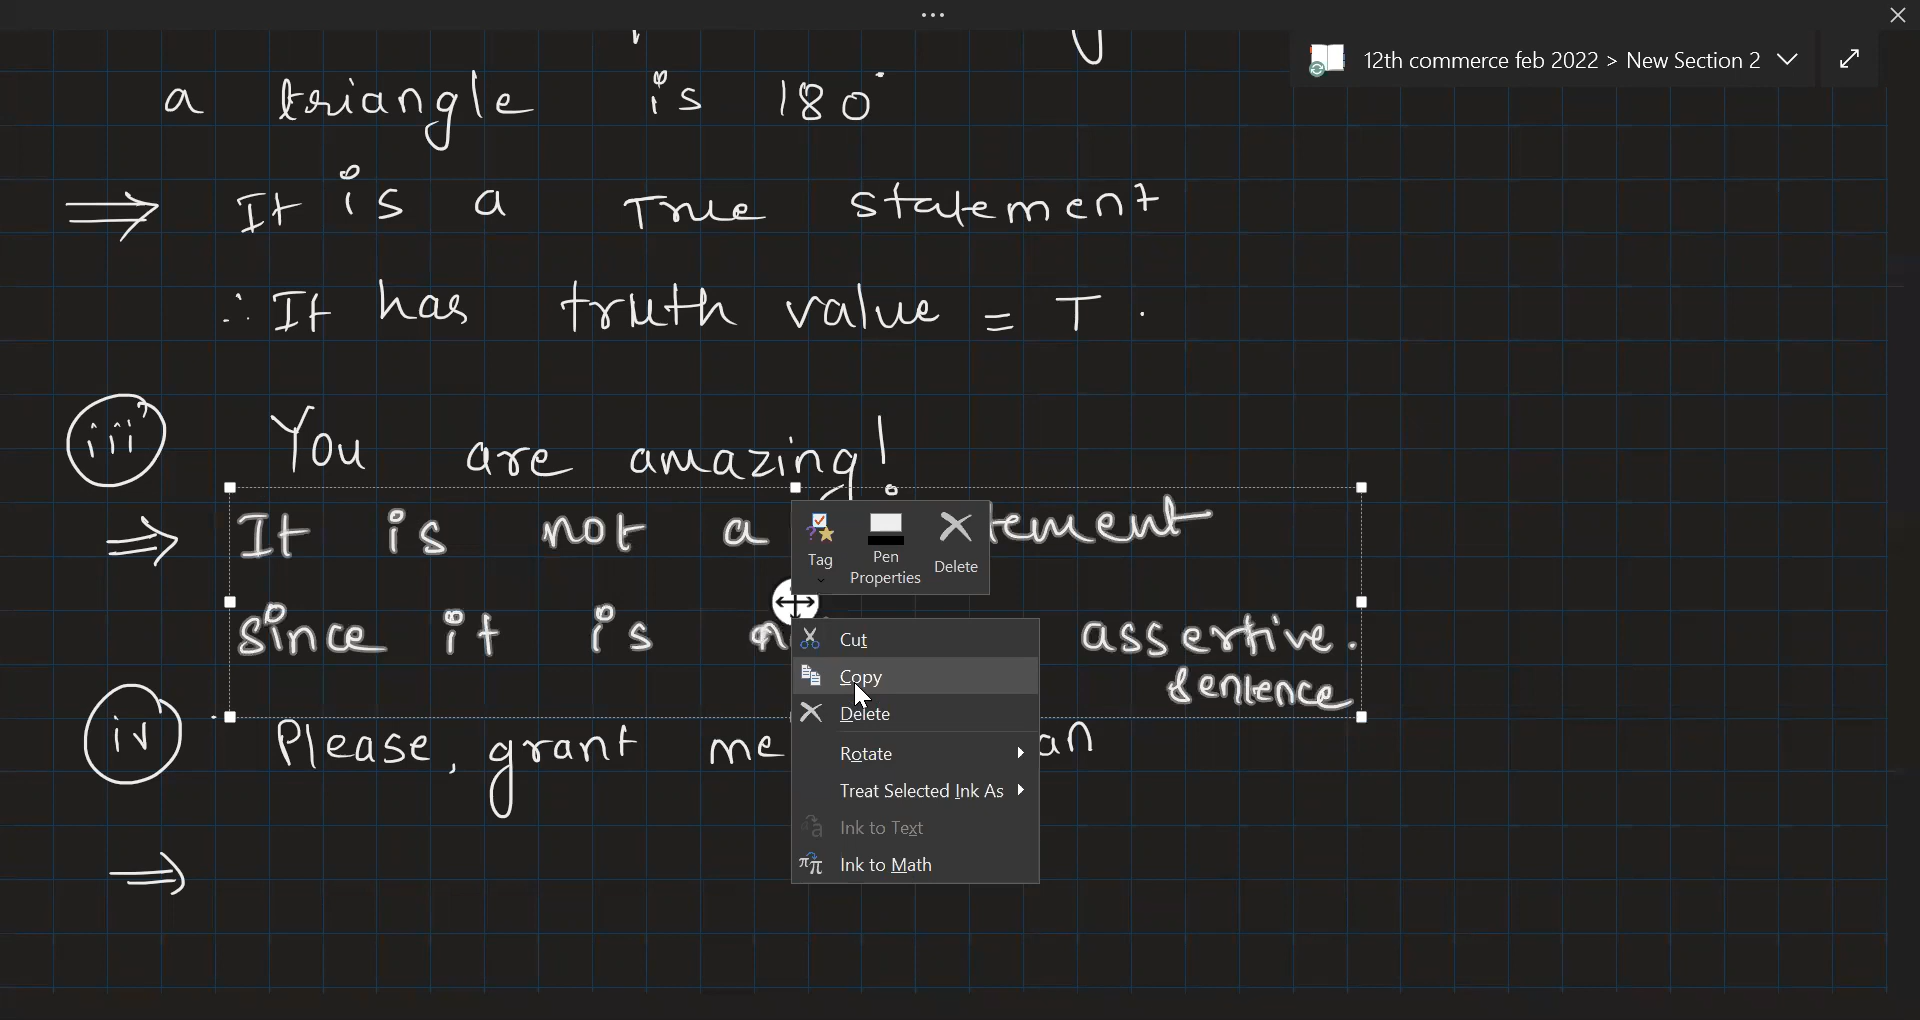 12th commerce feb 2022 > New Section 2
a triangle is 180°
⇒ It is a True statement
∴ It has truth value = T .
iii You are amazing!
⇒ It is not a tement
since it is assertive.
sentence
iv Please, grant me an
⇒
Tag
Pen Properties
Delete
Cut
Copy
Delete
Rotate
Treat Selected Ink As
Ink to Text
Ink to Math